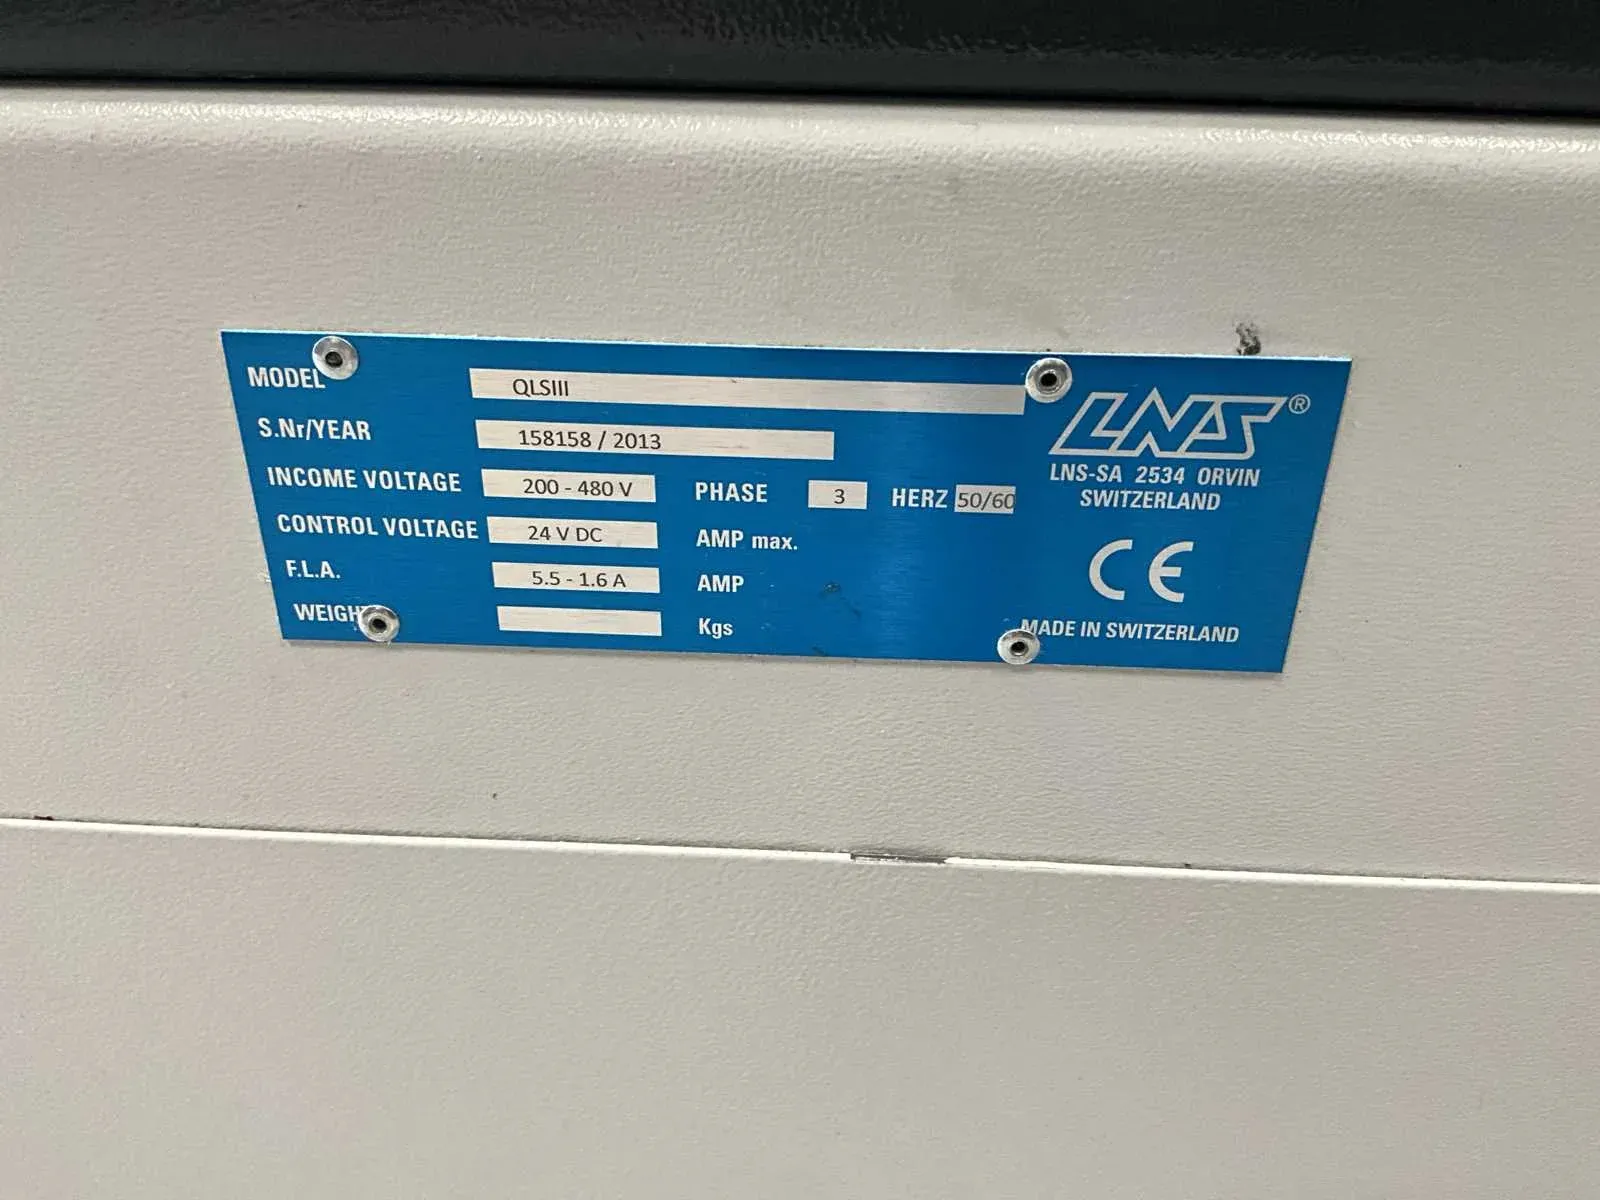 MODEL QLSIII
S.Nr/YEAR 158158 / 2013
INCOME VOLTAGE 200 - 480 V PHASE 3 HERZ 50/60
CONTROL VOLTAGE 24 V DC AMP max.
F.L.A. 5.5 - 1.6 A AMP
WEIGHT Kgs
LNS®
LNS-SA 2534 ORVIN
SWITZERLAND
CE
MADE IN SWITZERLAND